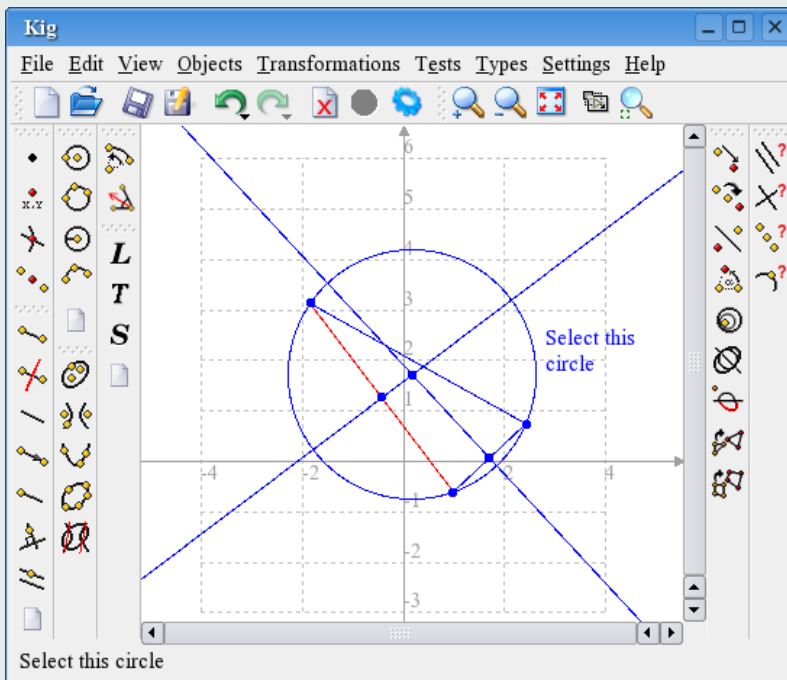 Kig
File Edit View Objects Transformations Tests Types Settings Help
x.y
L
T
S
6
5
4
3
2
1
-4
-2
2
4
-1
-2
-3
Select this
circle
α
?
?
?
?
Select this circle